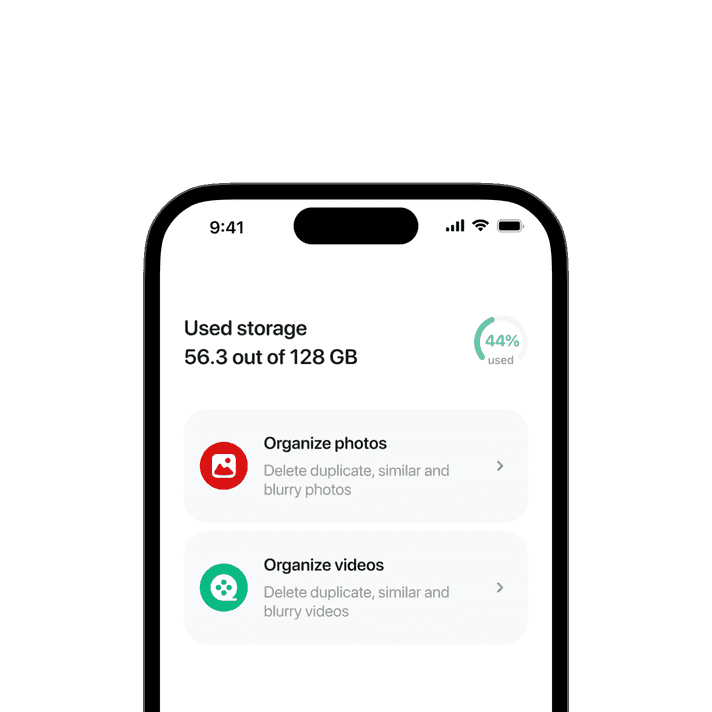 9:41
Used storage
56.3 out of 128 GB
44%
used
Organize photos
Delete duplicate, similar and
blurry photos
Organize videos
Delete duplicate, similar and
blurry videos